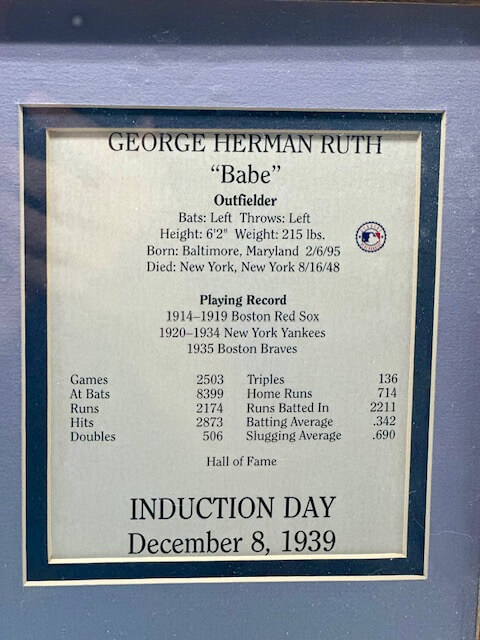 GEORGE HERMAN RUTH
"Babe"
Outfielder
Bats: Left Throws: Left
Height: 6'2" Weight: 215 lbs.
Born: Baltimore, Maryland 2/6/95
Died: New York, New York 8/16/48
Playing Record
1914–1919 Boston Red Sox
1920–1934 New York Yankees
1935 Boston Braves
Games 2503 Triples 136
At Bats 8399 Home Runs 714
Runs 2174 Runs Batted In 2211
Hits 2873 Batting Average .342
Doubles 506 Slugging Average .690
Hall of Fame
INDUCTION DAY
December 8, 1939